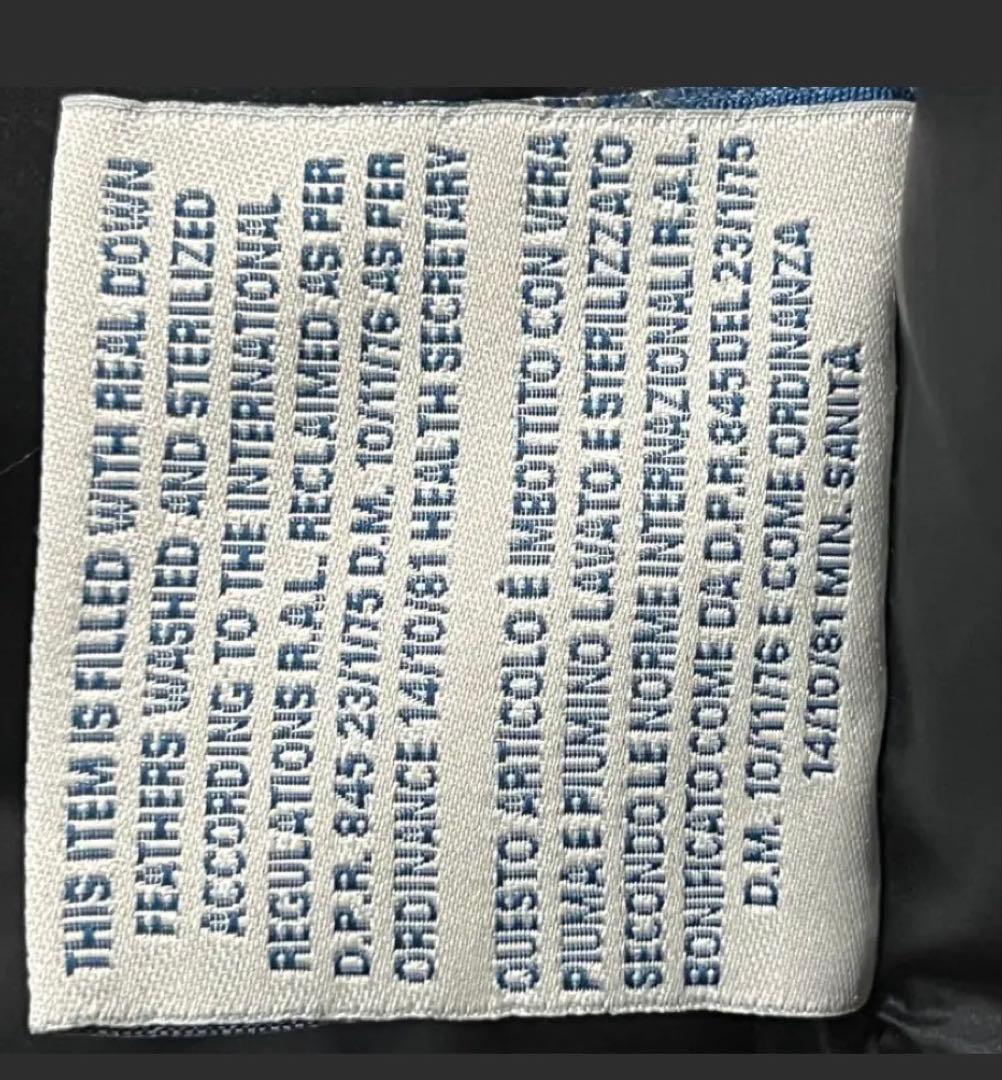 THIS ITEM IS FILLED WITH REAL DOWN
FEATHERS WASHED AND STERILIZED
ACCORDING TO THE INTERNATIONAL
REGULATIONS R.A.L. RECLAIMED AS PER
D.P.R. 845 23/1/75 D.M. 10/11/76 AS PER
ORDINANCE 14/10/81 HEALTH SECRETARY
QUESTO ARTICOLO É IMBOTTITO CON VERA
PIUMA E PIUMINO LAVATO E STERILIZZATO
SECONDO LE NORME INTERNAZIONALI R.A.L.
BONIFICATO COME DA D.P.R. 845 DEL 23/1/75
D.M. 10/11/76 E COME ORDINANZA
14/10/81 MIN. SANITÀ